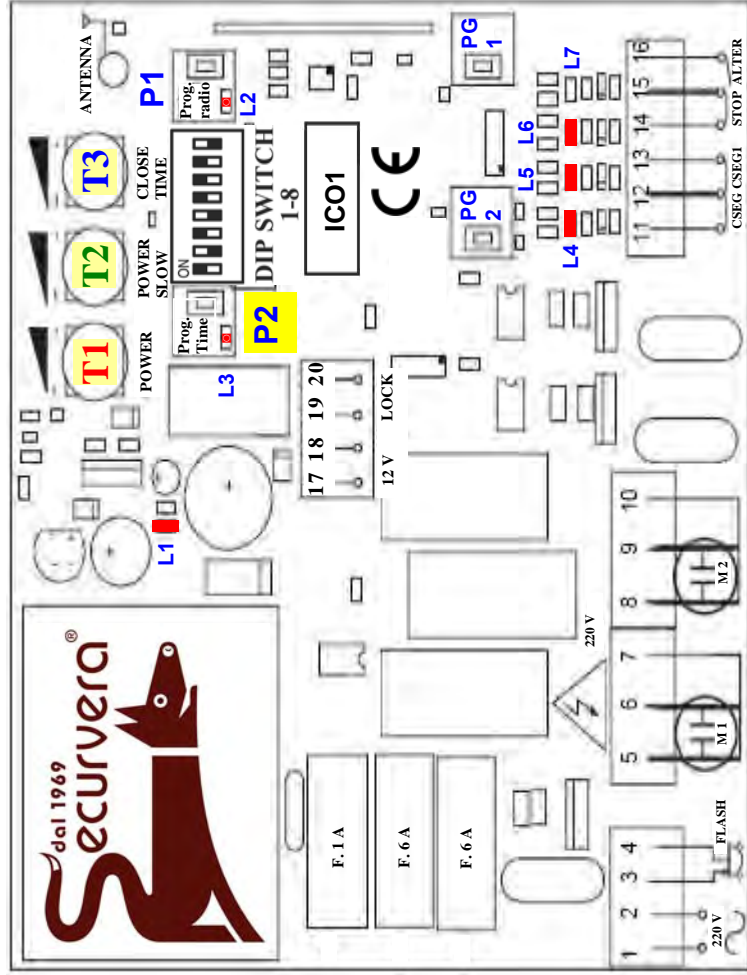 dal 1969
ecurvera®
T1 T2 T3
ANTENNA
POWER
POWER SLOW
CLOSE TIME
L1
L3
Prog. Time
P2
ON
DIP SWITCH
1-8
Prog. radio
P1
L2
ICO1
CE
17 18 19 20
12 V LOCK
F. 1 A
F. 6 A
F. 6 A
PG 2
PG 1
220 V
L4 L5 L6 L7
1 2 3 4
5 6 7
8 9 10
11 12 13 14 15 16
220 V
FLASH
M 1
M 2
CSEG CSEG1 STOP ALTER